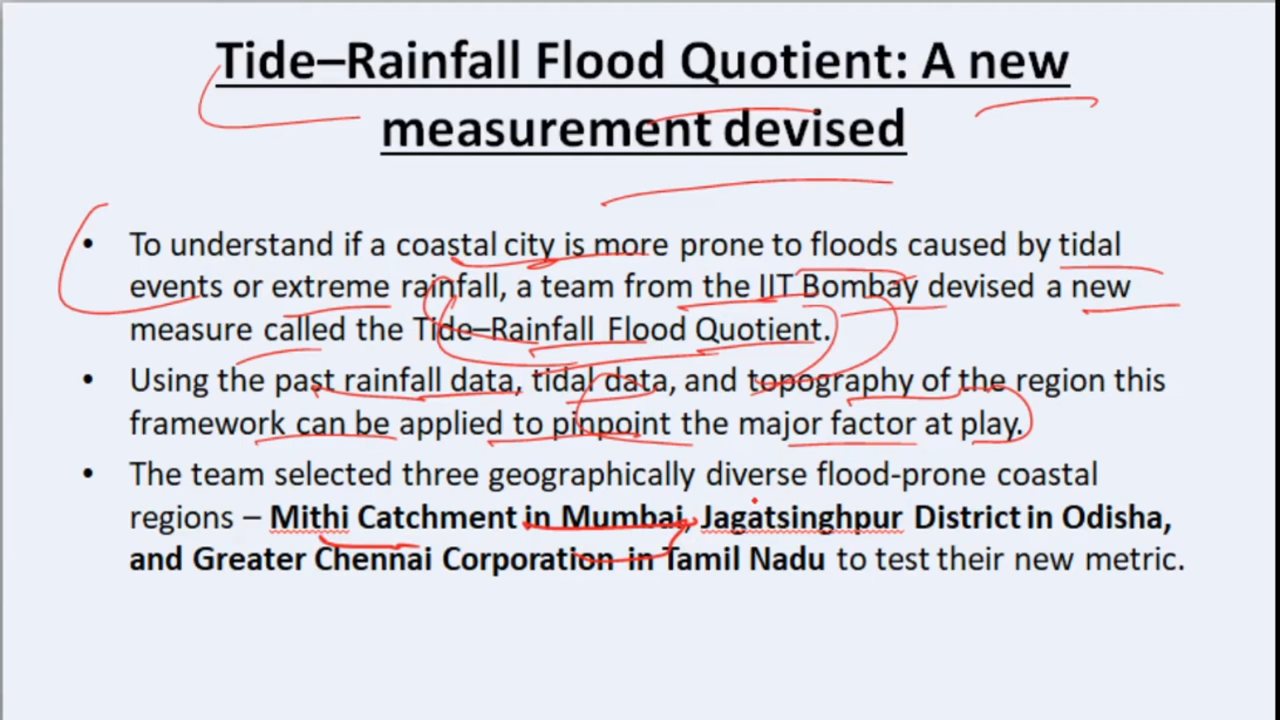 Tide–Rainfall Flood Quotient: A new
measurement devised
• To understand if a coastal city is more prone to floods caused by tidal
events or extreme rainfall, a team from the IIT Bombay devised a new
measure called the Tide–Rainfall Flood Quotient.
• Using the past rainfall data, tidal data, and topography of the region this
framework can be applied to pinpoint the major factor at play.
• The team selected three geographically diverse flood-prone coastal
regions – Mithi Catchment in Mumbai, Jagatsinghpur District in Odisha,
and Greater Chennai Corporation in Tamil Nadu to test their new metric.